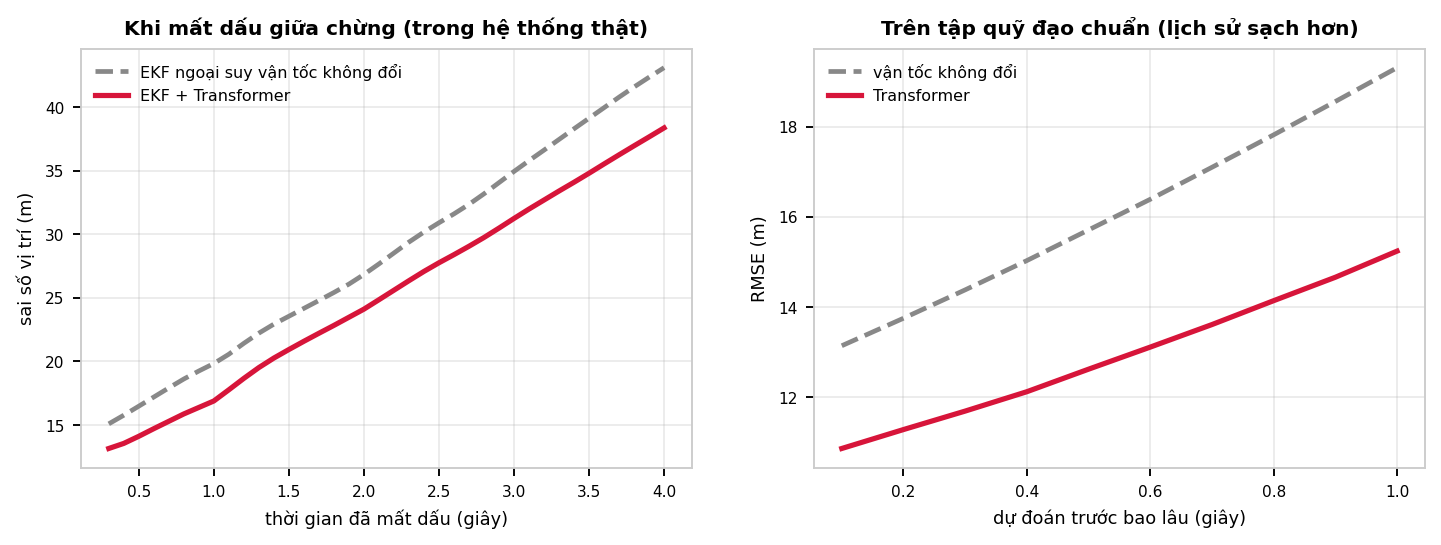 Khi mất dấu giữa chừng (trong hệ thống thật)
EKF ngoại suy vận tốc không đổi
EKF + Transformer
sai số vị trí (m)
40
35
30
25
20
15
0.5 1.0 1.5 2.0 2.5 3.0 3.5 4.0
thời gian đã mất dấu (giây)
Trên tập quỹ đạo chuẩn (lịch sử sạch hơn)
vận tốc không đổi
Transformer
RMSE (m)
18
16
14
12
0.2 0.4 0.6 0.8 1.0
dự đoán trước bao lâu (giây)